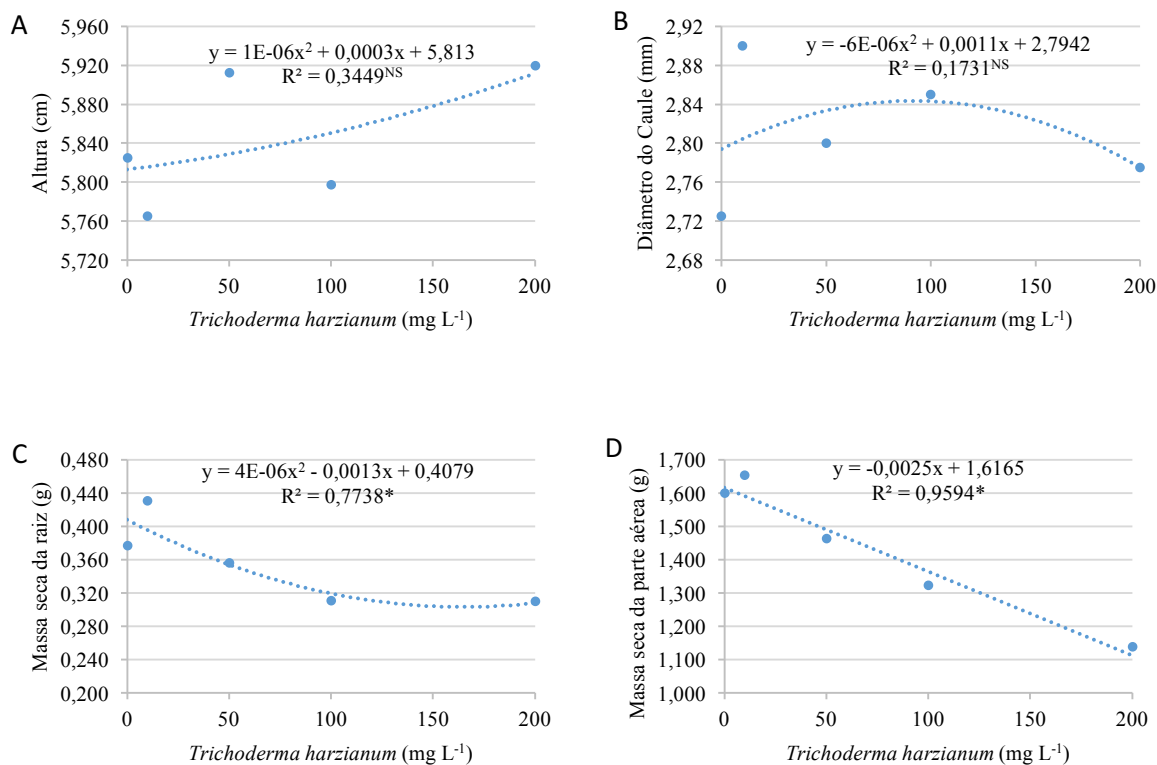 A
y = 1E-06x² + 0,0003x + 5,813
R² = 0,3449ᴺˢ
Altura (cm)
5,960
5,920
5,880
5,840
5,800
5,760
5,720
0
50
100
150
200
Trichoderma harzianum (mg L⁻¹)
B
y = -6E-06x² + 0,0011x + 2,7942
R² = 0,1731ᴺˢ
Diâmetro do Caule (mm)
2,92
2,88
2,84
2,80
2,76
2,72
2,68
0
50
100
150
200
Trichoderma harzianum (mg L⁻¹)
C
y = 4E-06x² - 0,0013x + 0,4079
R² = 0,7738*
Massa seca da raiz (g)
0,480
0,440
0,400
0,360
0,320
0,280
0,240
0,200
0
50
100
150
200
Trichoderma harzianum (mg L⁻¹)
D
y = -0,0025x + 1,6165
R² = 0,9594*
Massa seca da parte aérea (g)
1,700
1,600
1,500
1,400
1,300
1,200
1,100
1,000
0
50
100
150
200
Trichoderma harzianum (mg L⁻¹)